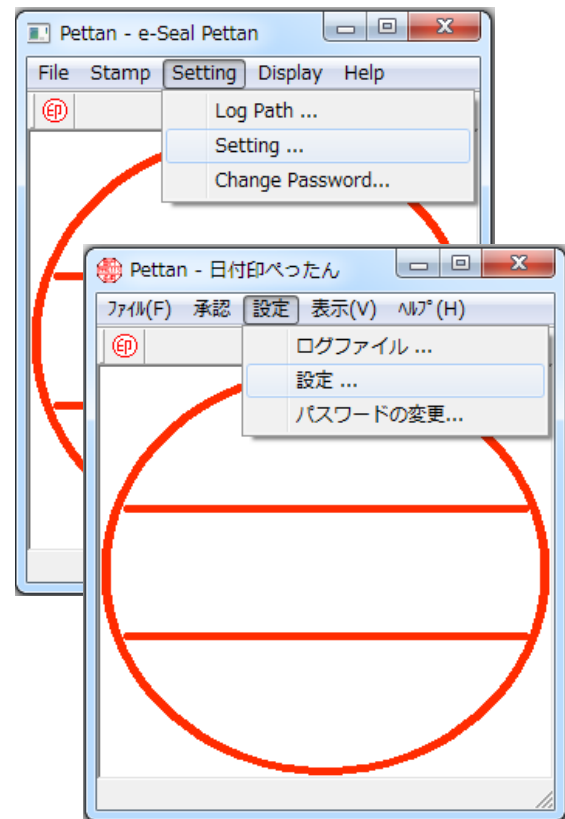 Pettan - e-Seal Pettan
File Stamp Setting Display Help
印
Log Path ...
Setting ...
Change Password...
Pettan - 日付印ぺったん
ﾌｧｲﾙ(F) 承認 設定 表示(V) ﾍﾙﾌﾟ(H)
印
ログファイル ...
設定 ...
パスワードの変更...